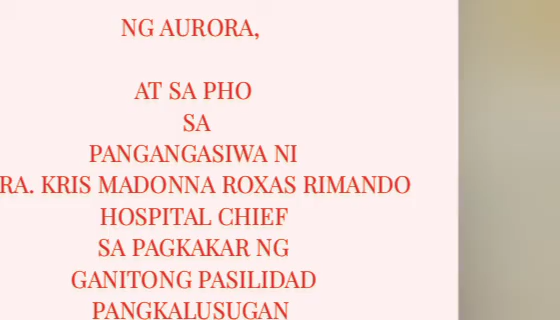 NG AURORA,
AT SA PHO
SA
PANGANGASIWA NI
RA. KRIS MADONNA ROXAS RIMANDO
HOSPITAL CHIEF
SA PAGKAKAR NG
GANITONG PASILIDAD
PANGKALUSUGAN